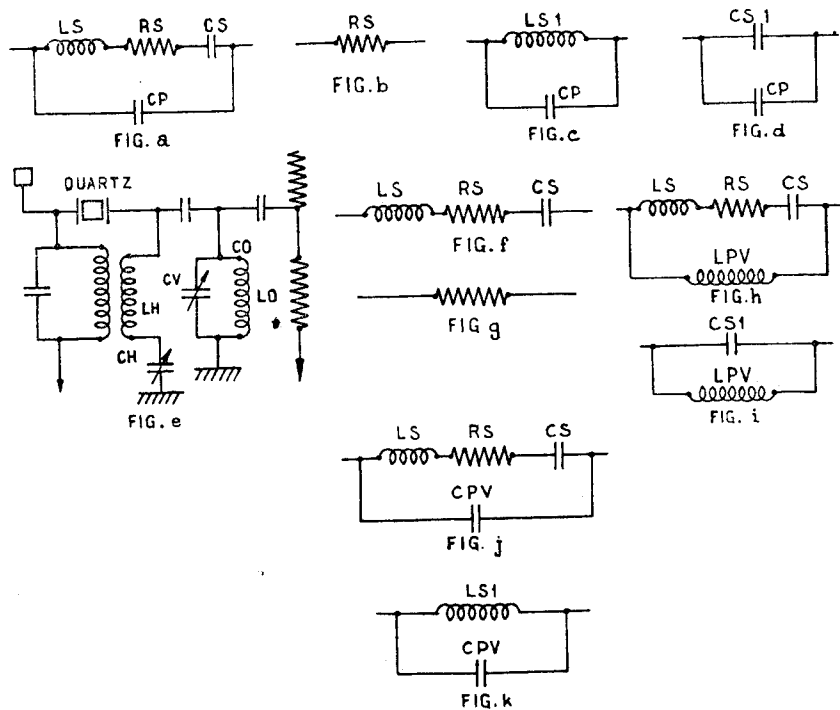 LS RS CS
CP
FIG. a
RS
FIG. b
LS1
CP
FIG. c
CS1
CP
FIG. d
QUARTZ
CO
CV
LO
LH
CH
FIG. e
LS RS CS
FIG. f
FIG g
LS RS CS
LPV
FIG. h
CS1
LPV
FIG. i
LS RS CS
CPV
FIG. j
LS1
CPV
FIG. k